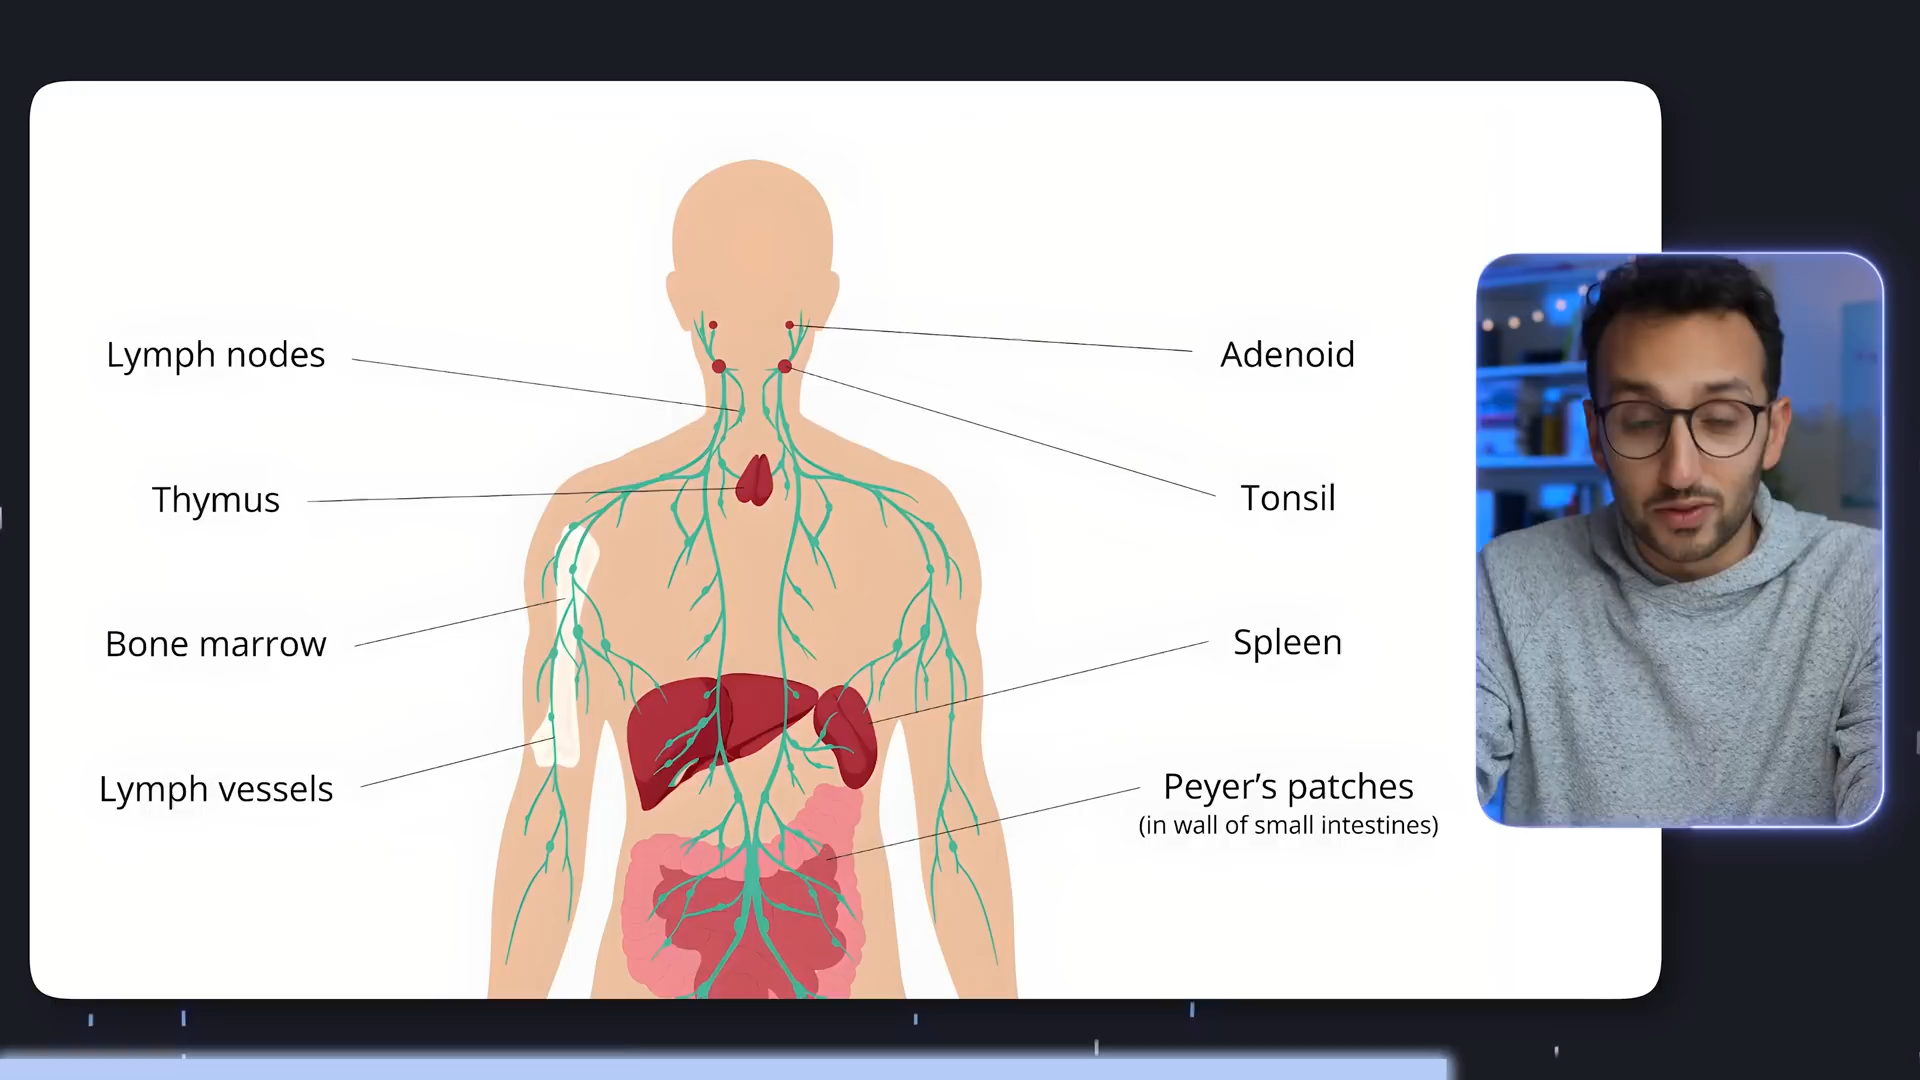 Lymph nodes
Thymus
Bone marrow
Lymph vessels
Adenoid
Tonsil
Spleen
Peyer’s patches
(in wall of small intestines)